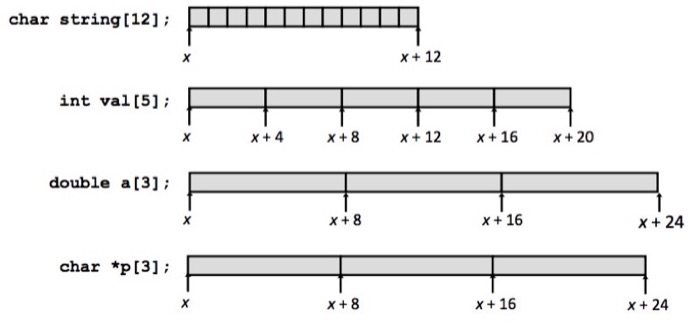 char string[12];
x x + 12
int val[5];
x x + 4 x + 8 x + 12 x + 16 x + 20
double a[3];
x x + 8 x + 16 x + 24
char *p[3];
x x + 8 x + 16 x + 24